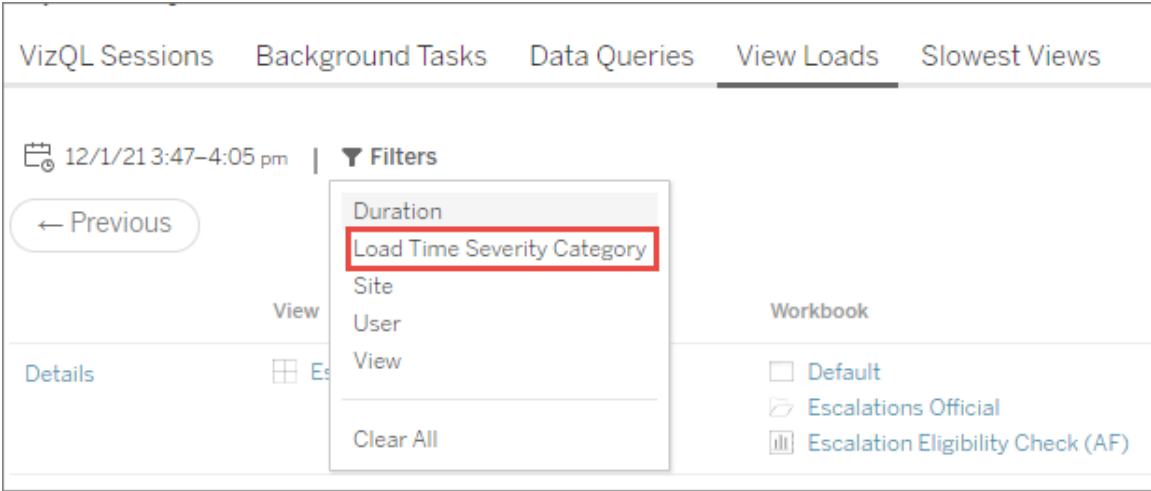 VizQL Sessions Background Tasks Data Queries View Loads Slowest Views
12/1/21 3:47–4:05 pm | Filters
← Previous
Duration
Load Time Severity Category
Site
User
View
Clear All
View Workbook
Details Es Default
Escalations Official
Escalation Eligibility Check (AF)